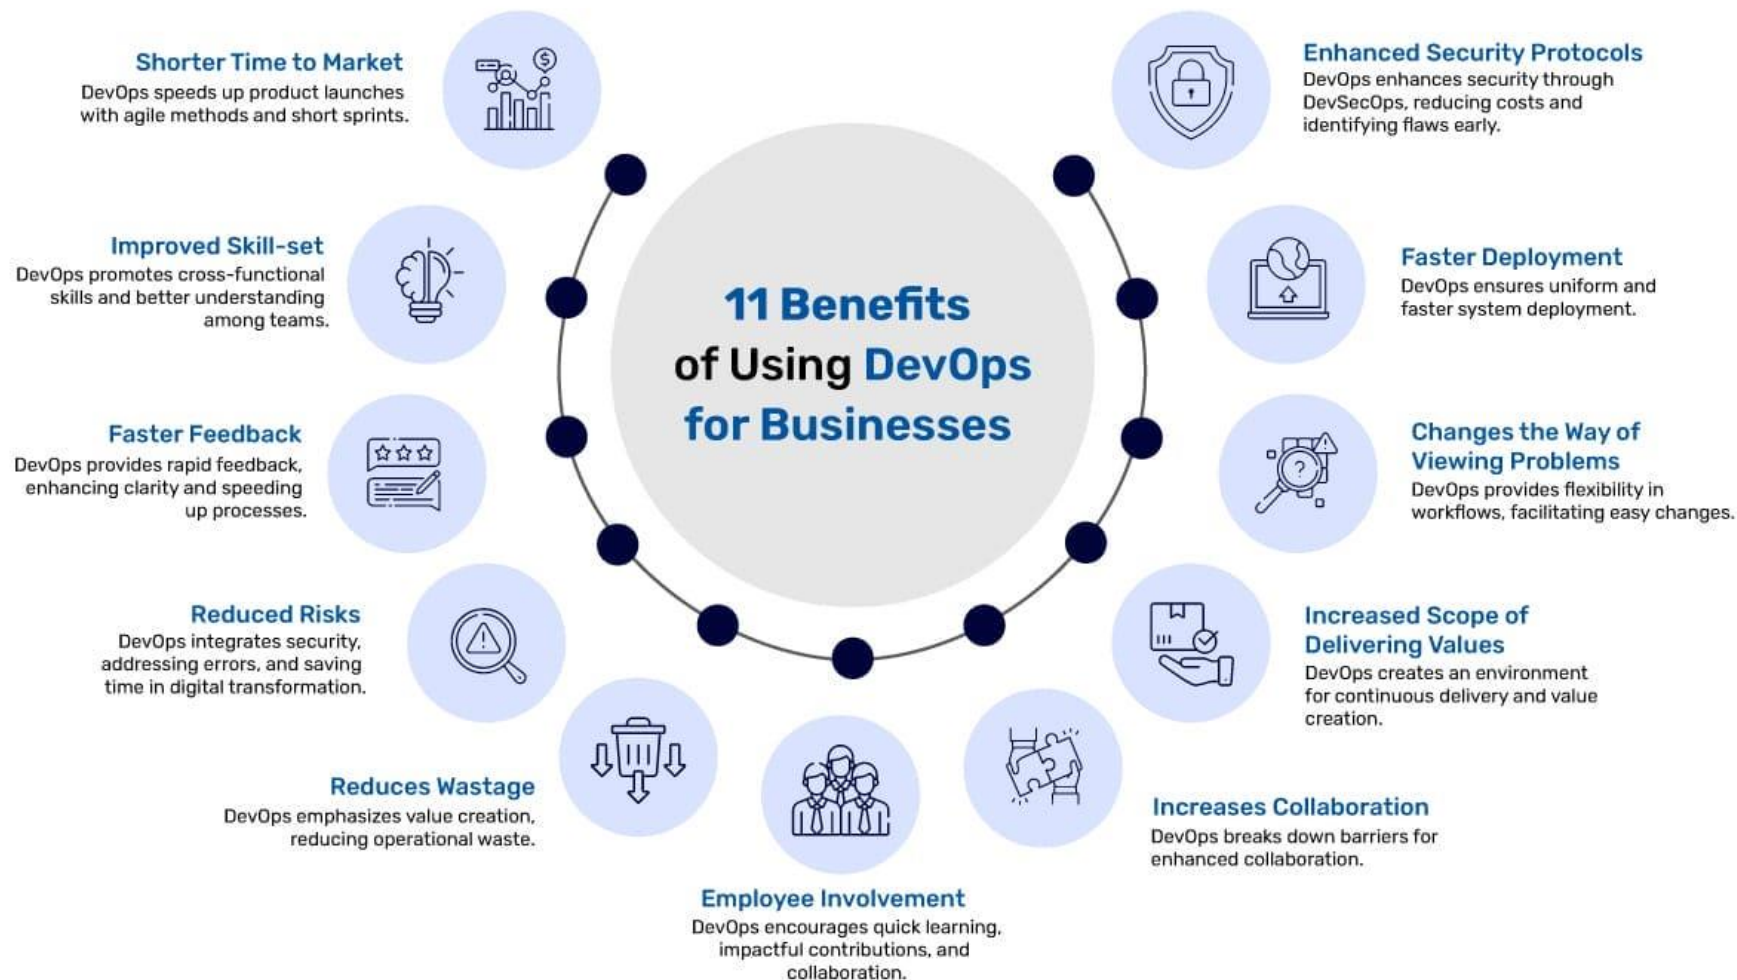 Shorter Time to Market
DevOps speeds up product launches
with agile methods and short sprints.
Improved Skill-set
DevOps promotes cross-functional
skills and better understanding
among teams.
Faster Feedback
DevOps provides rapid feedback,
enhancing clarity and speeding
up processes.
Reduced Risks
DevOps integrates security,
addressing errors, and saving
time in digital transformation.
Reduces Wastage
DevOps emphasizes value creation,
reducing operational waste.
11 Benefits
of Using DevOps
for Businesses
Employee Involvement
DevOps encourages quick learning,
impactful contributions, and
collaboration.
Enhanced Security Protocols
DevOps enhances security through
DevSecOps, reducing costs and
identifying flaws early.
Faster Deployment
DevOps ensures uniform and
faster system deployment.
Changes the Way of
Viewing Problems
DevOps provides flexibility in
workflows, facilitating easy changes.
Increased Scope of
Delivering Values
DevOps creates an environment
for continuous delivery and value
creation.
Increases Collaboration
DevOps breaks down barriers for
enhanced collaboration.